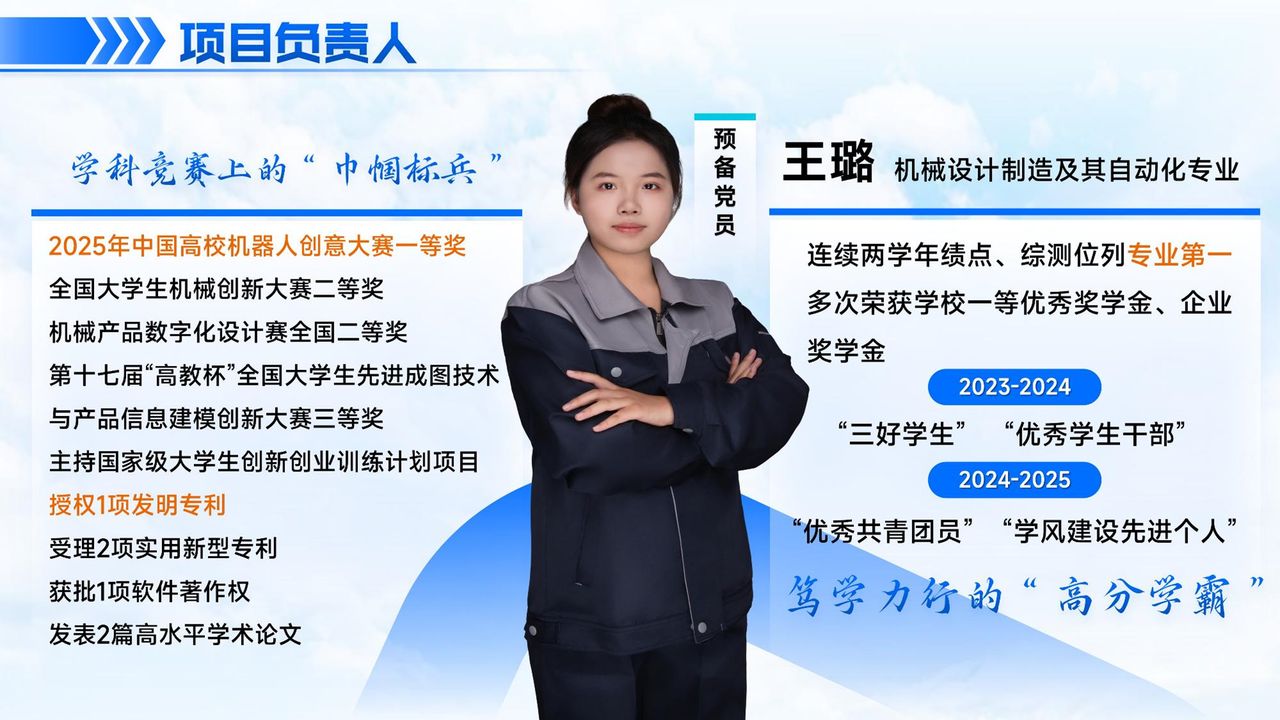 项目负责人
学科竞赛上的“巾帼标兵”
2025年中国高校机器人创意大赛一等奖
全国大学生机械创新大赛二等奖
机械产品数字化设计赛全国二等奖
第十七届“高教杯”全国大学生先进成图技术
与产品信息建模创新大赛三等奖
主持国家级大学生创新创业训练计划项目
授权1项发明专利
受理2项实用新型专利
获批1项软件著作权
发表2篇高水平学术论文
预备党员
王璐 机械设计制造及其自动化专业
连续两学年绩点、综测位列专业第一
多次荣获学校一等优秀奖学金、企业
奖学金
2023-2024
“三好学生” “优秀学生干部”
2024-2025
“优秀共青团员” “学风建设先进个人”
笃学力行的“高分学霸”